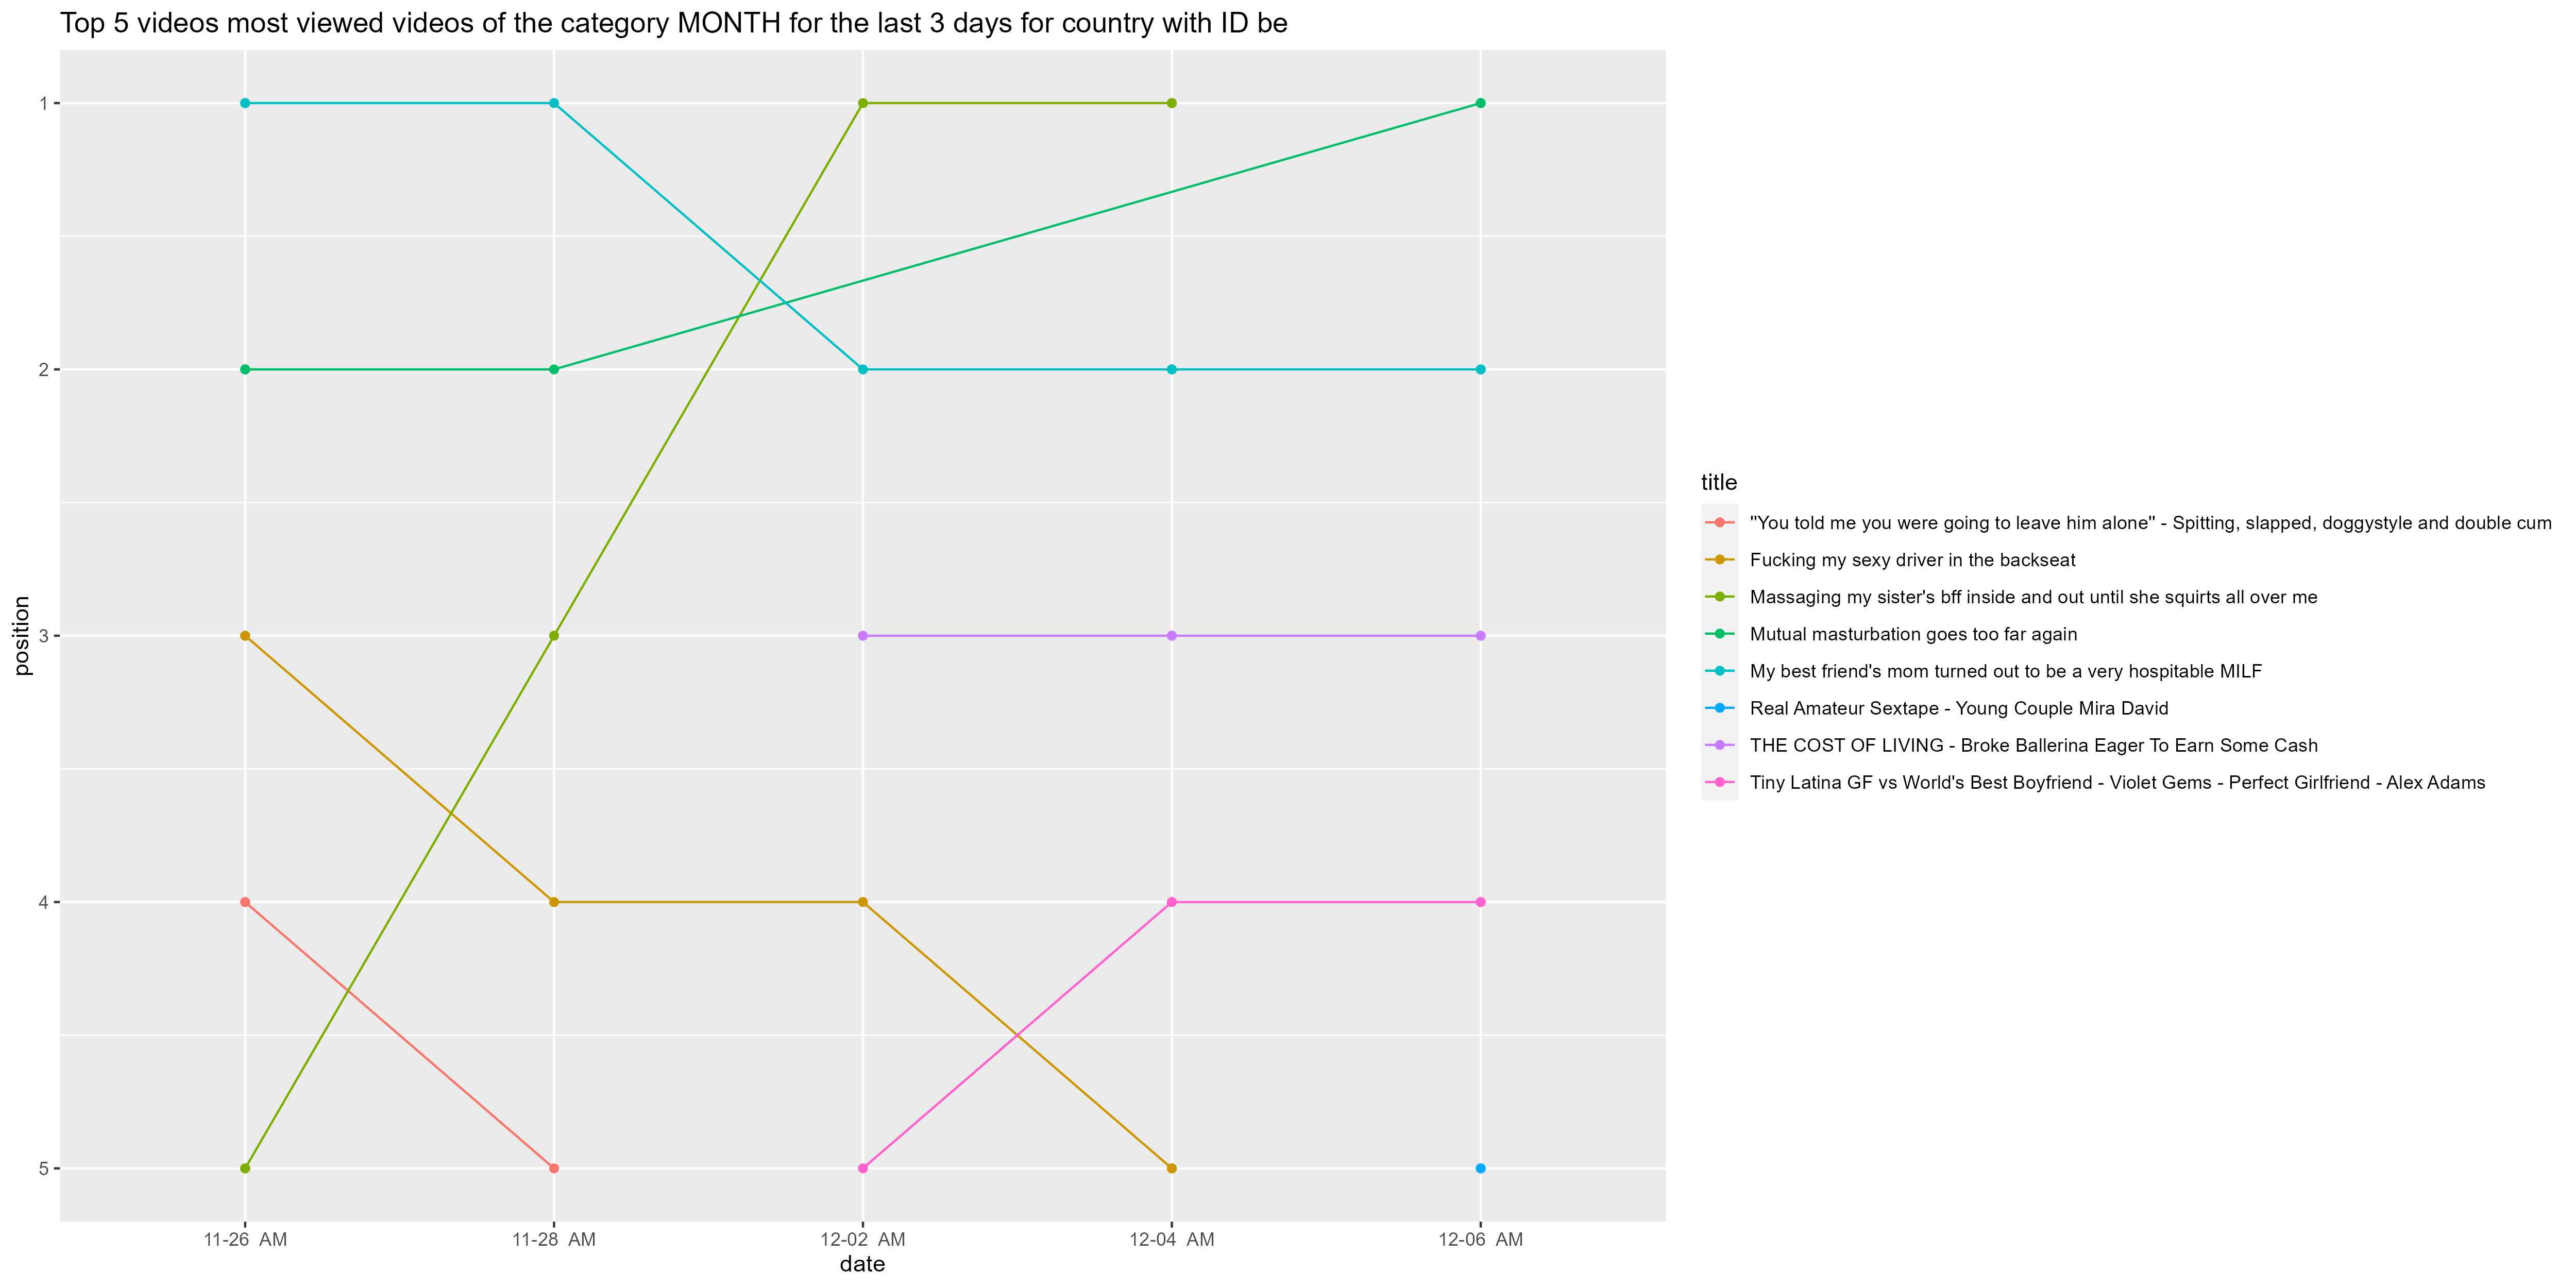 Top 5 videos most viewed videos of the category MONTH for the last 3 days for country with ID be
position
1
2
3
4
5
11-26  AM
11-28  AM
12-02  AM
12-04  AM
12-06  AM
date
title
"You told me you were going to leave him alone" - Spitting, slapped, doggystyle and double cum
Fucking my sexy driver in the backseat
Massaging my sister's bff inside and out until she squirts all over me
Mutual masturbation goes too far again
My best friend's mom turned out to be a very hospitable MILF
Real Amateur Sextape - Young Couple Mira David
THE COST OF LIVING - Broke Ballerina Eager To Earn Some Cash
Tiny Latina GF vs World's Best Boyfriend - Violet Gems - Perfect Girlfriend - Alex Adams